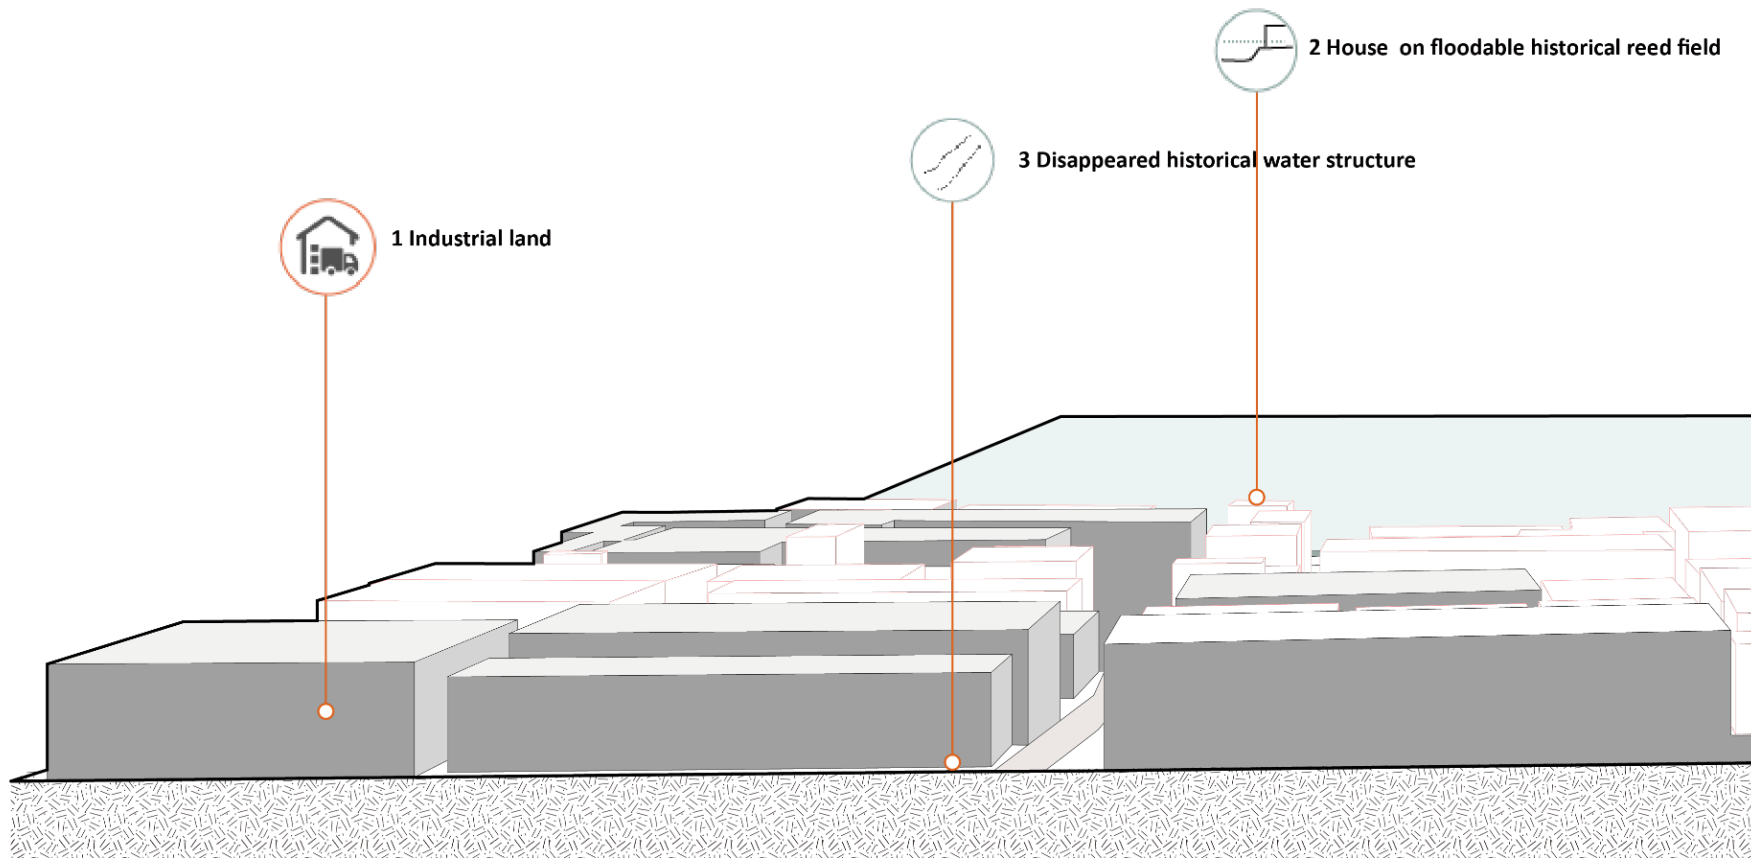 2 House on floodable historical reed field
3 Disappeared historical water structure
1 Industrial land